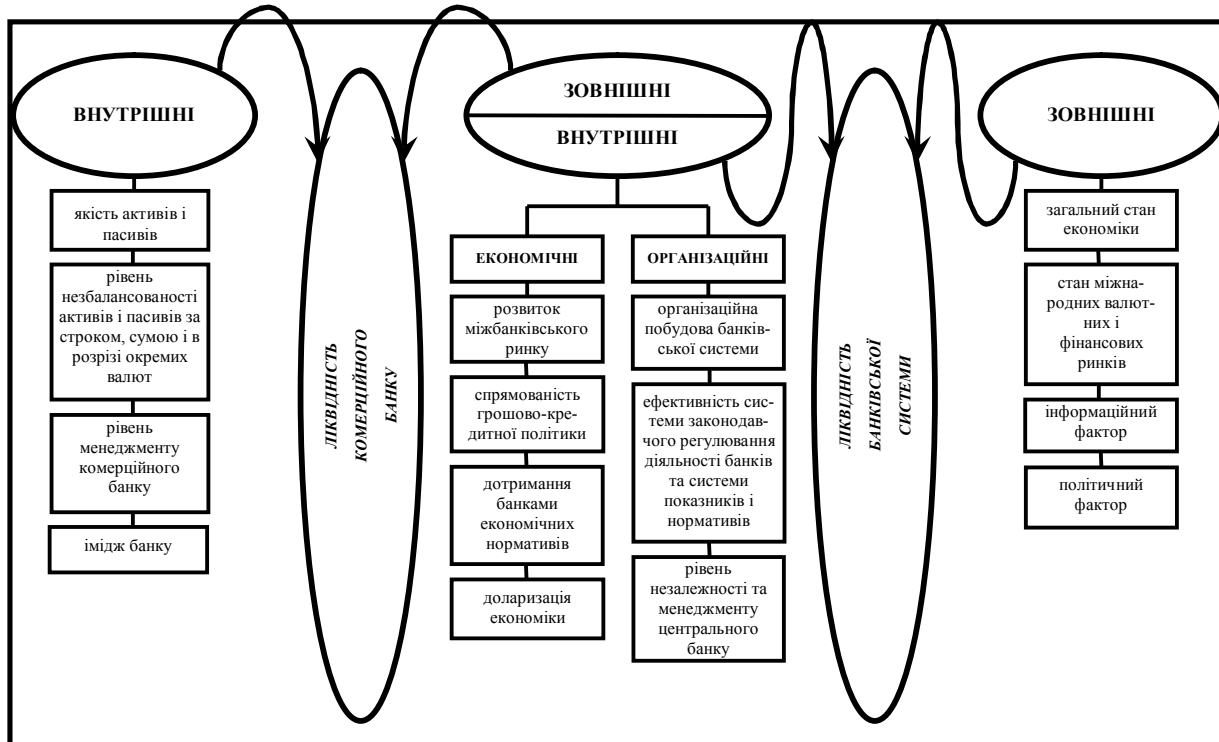 ВНУТРІШНІ
якість активів і
пасивів
рівень
незбалансованості
активів і пасивів за
строком, сумою і в
розрізі окремих
валют
рівень
менеджменту
комерційного
банку
імідж банку
ЛІКВІДНІСТЬ
КОМЕРЦІЙНОГО
БАНКУ
ЗОВНІШНІ
ВНУТРІШНІ
ЕКОНОМІЧНІ
розвиток
міжбанківського
ринку
спрямованість
грошово-кре-
дитної політики
дотримання
банками
економічних
нормативів
доларизація
економіки
ОРГАНІЗАЦІЙНІ
організаційна
побудова банків-
ської системи
ефективність сис-
теми законодав-
чого регулювання
діяльності банків
та системи
показників і
нормативів
рівень
незалежності та
менеджменту
центрального
банку
ЛІКВІДНІСТЬ
БАНКІВСЬКОЇ
СИСТЕМИ
ЗОВНІШНІ
загальний стан
економіки
стан міжна-
родних валют-
них і
фінансових
ринків
інформаційний
фактор
політичний
фактор